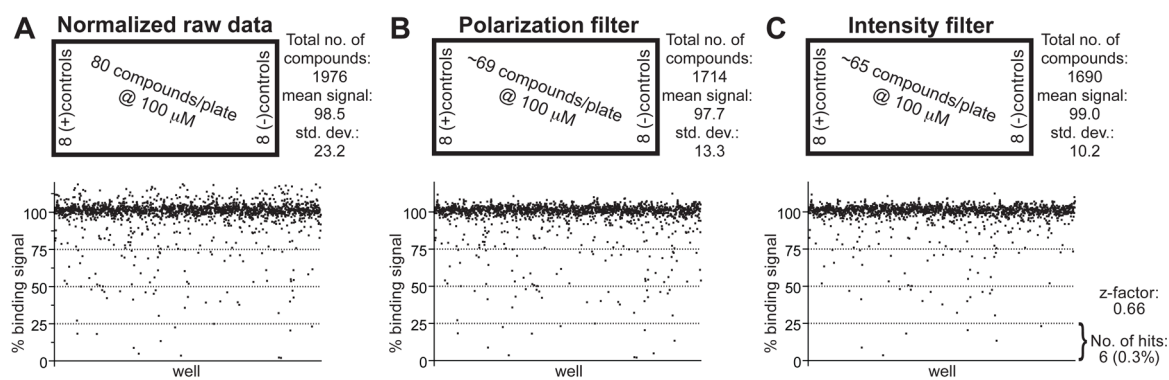 A
Normalized raw data
8 (+)controls
80 compounds/plate
@ 100 µM
8 (-)controls
Total no. of
compounds:
1976
mean signal:
98.5
std. dev.:
23.2
% binding signal
100
75
50
25
0
well
B
Polarization filter
8 (+)controls
~69 compounds/plate
@ 100 µM
8 (-)controls
Total no. of
compounds:
1714
mean signal:
97.7
std. dev.:
13.3
% binding signal
100
75
50
25
0
well
C
Intensity filter
8 (+)controls
~65 compounds/plate
@ 100 µM
8 (-)controls
Total no. of
compounds:
1690
mean signal:
99.0
std. dev.:
10.2
% binding signal
100
75
50
25
0
well
z-factor:
0.66
No. of hits:
6 (0.3%)